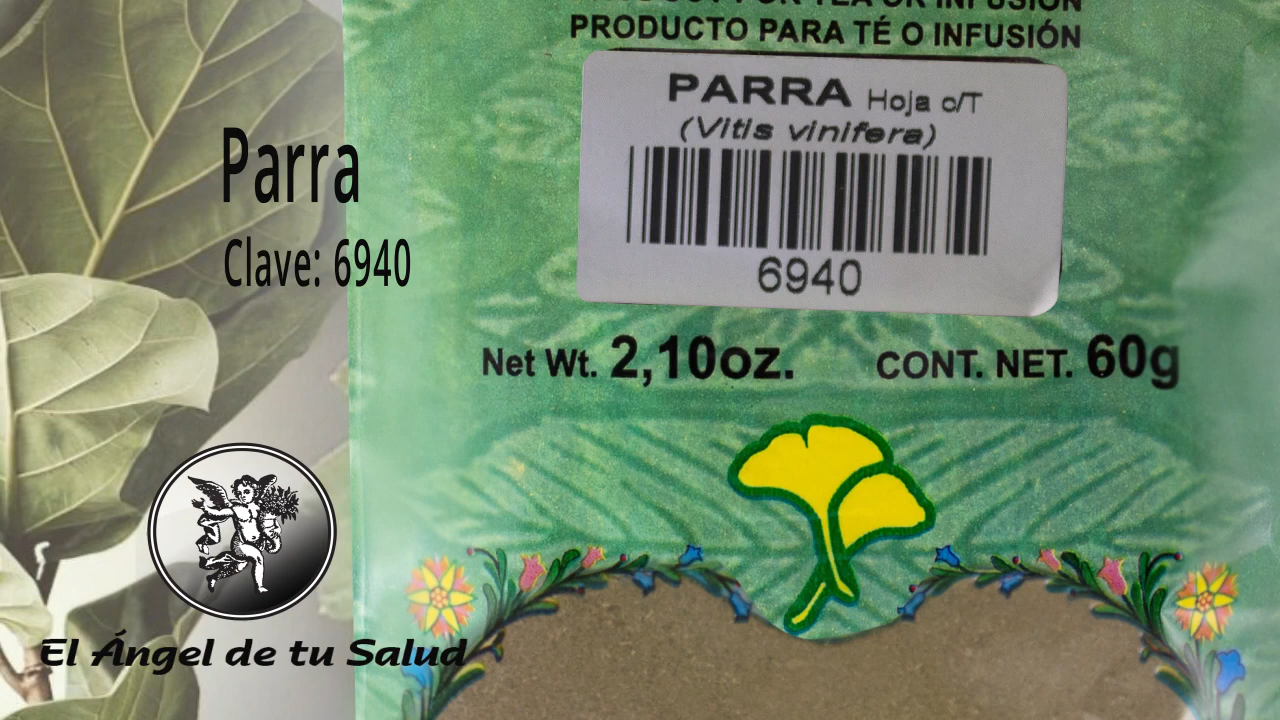 Parra
Clave: 6940
El Ángel de tu Salud
PRODUCTO PARA TÉ O INFUSIÓN
PARRA Hoja c/T
(Vitis vinifera)
6940
Net Wt. 2,10oz. CONT. NET. 60g